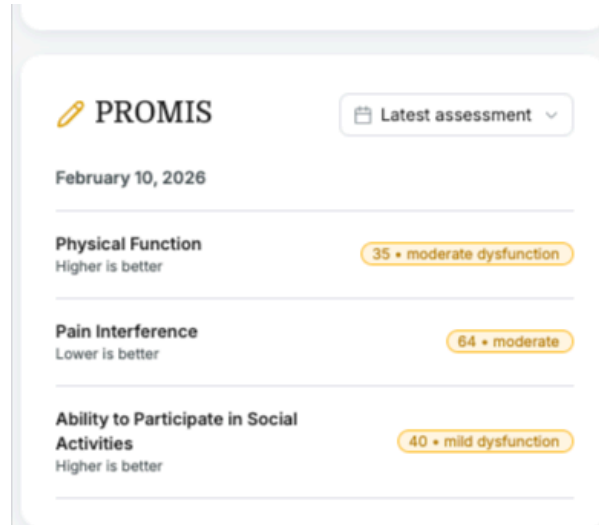 PROMIS
Latest assessment
February 10, 2026
Physical Function
Higher is better
35 • moderate dysfunction
Pain Interference
Lower is better
64 • moderate
Ability to Participate in Social
Activities
Higher is better
40 • mild dysfunction